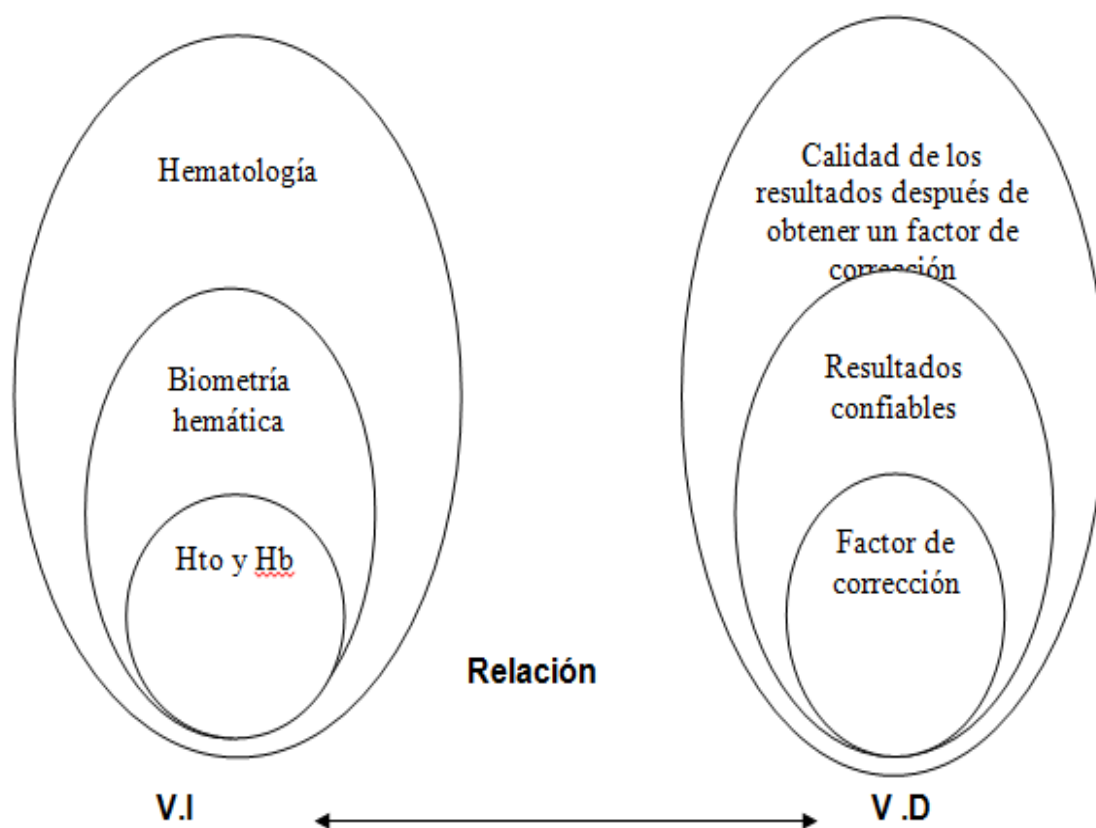 Hematología
Biometría
hemática
Hto y Hb
Calidad de los
resultados después de
obtener un factor de
corrección
Resultados
confiables
Factor de
corrección
Relación
V.I
V .D